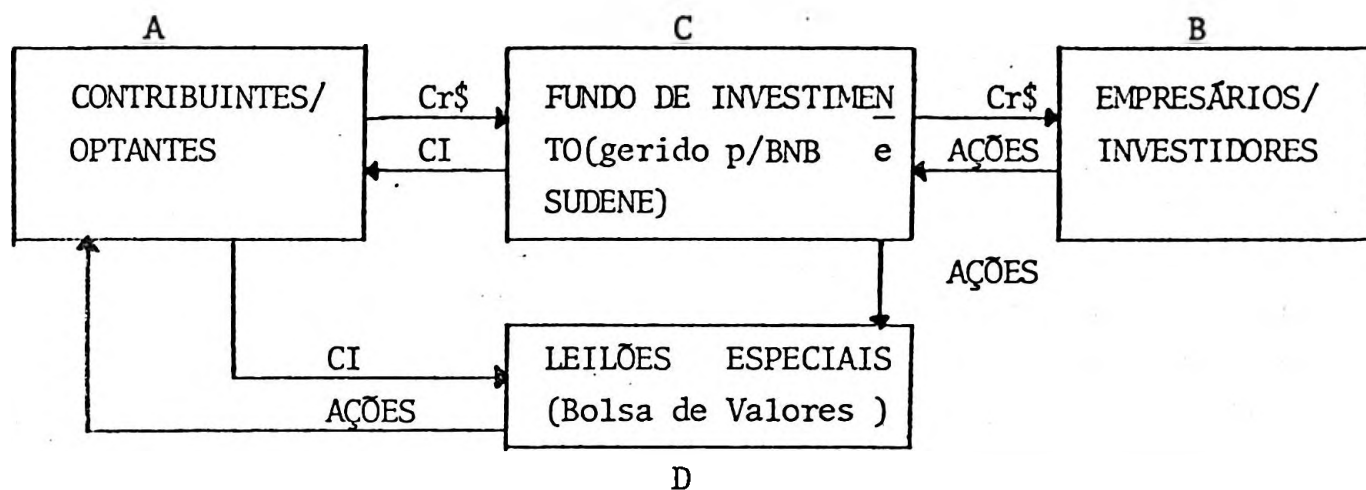 A
C
B
CONTRIBUINTES/
OPTANTES
Cr$
CI
FUNDO DE INVESTIMEN
TO(gerido p/BNB e
SUDENE)
Cr$
AÇÕES
EMPRESÁRIOS/
INVESTIDORES
AÇÕES
CI
AÇÕES
LEILÕES ESPECIAIS
(Bolsa de Valores )
D